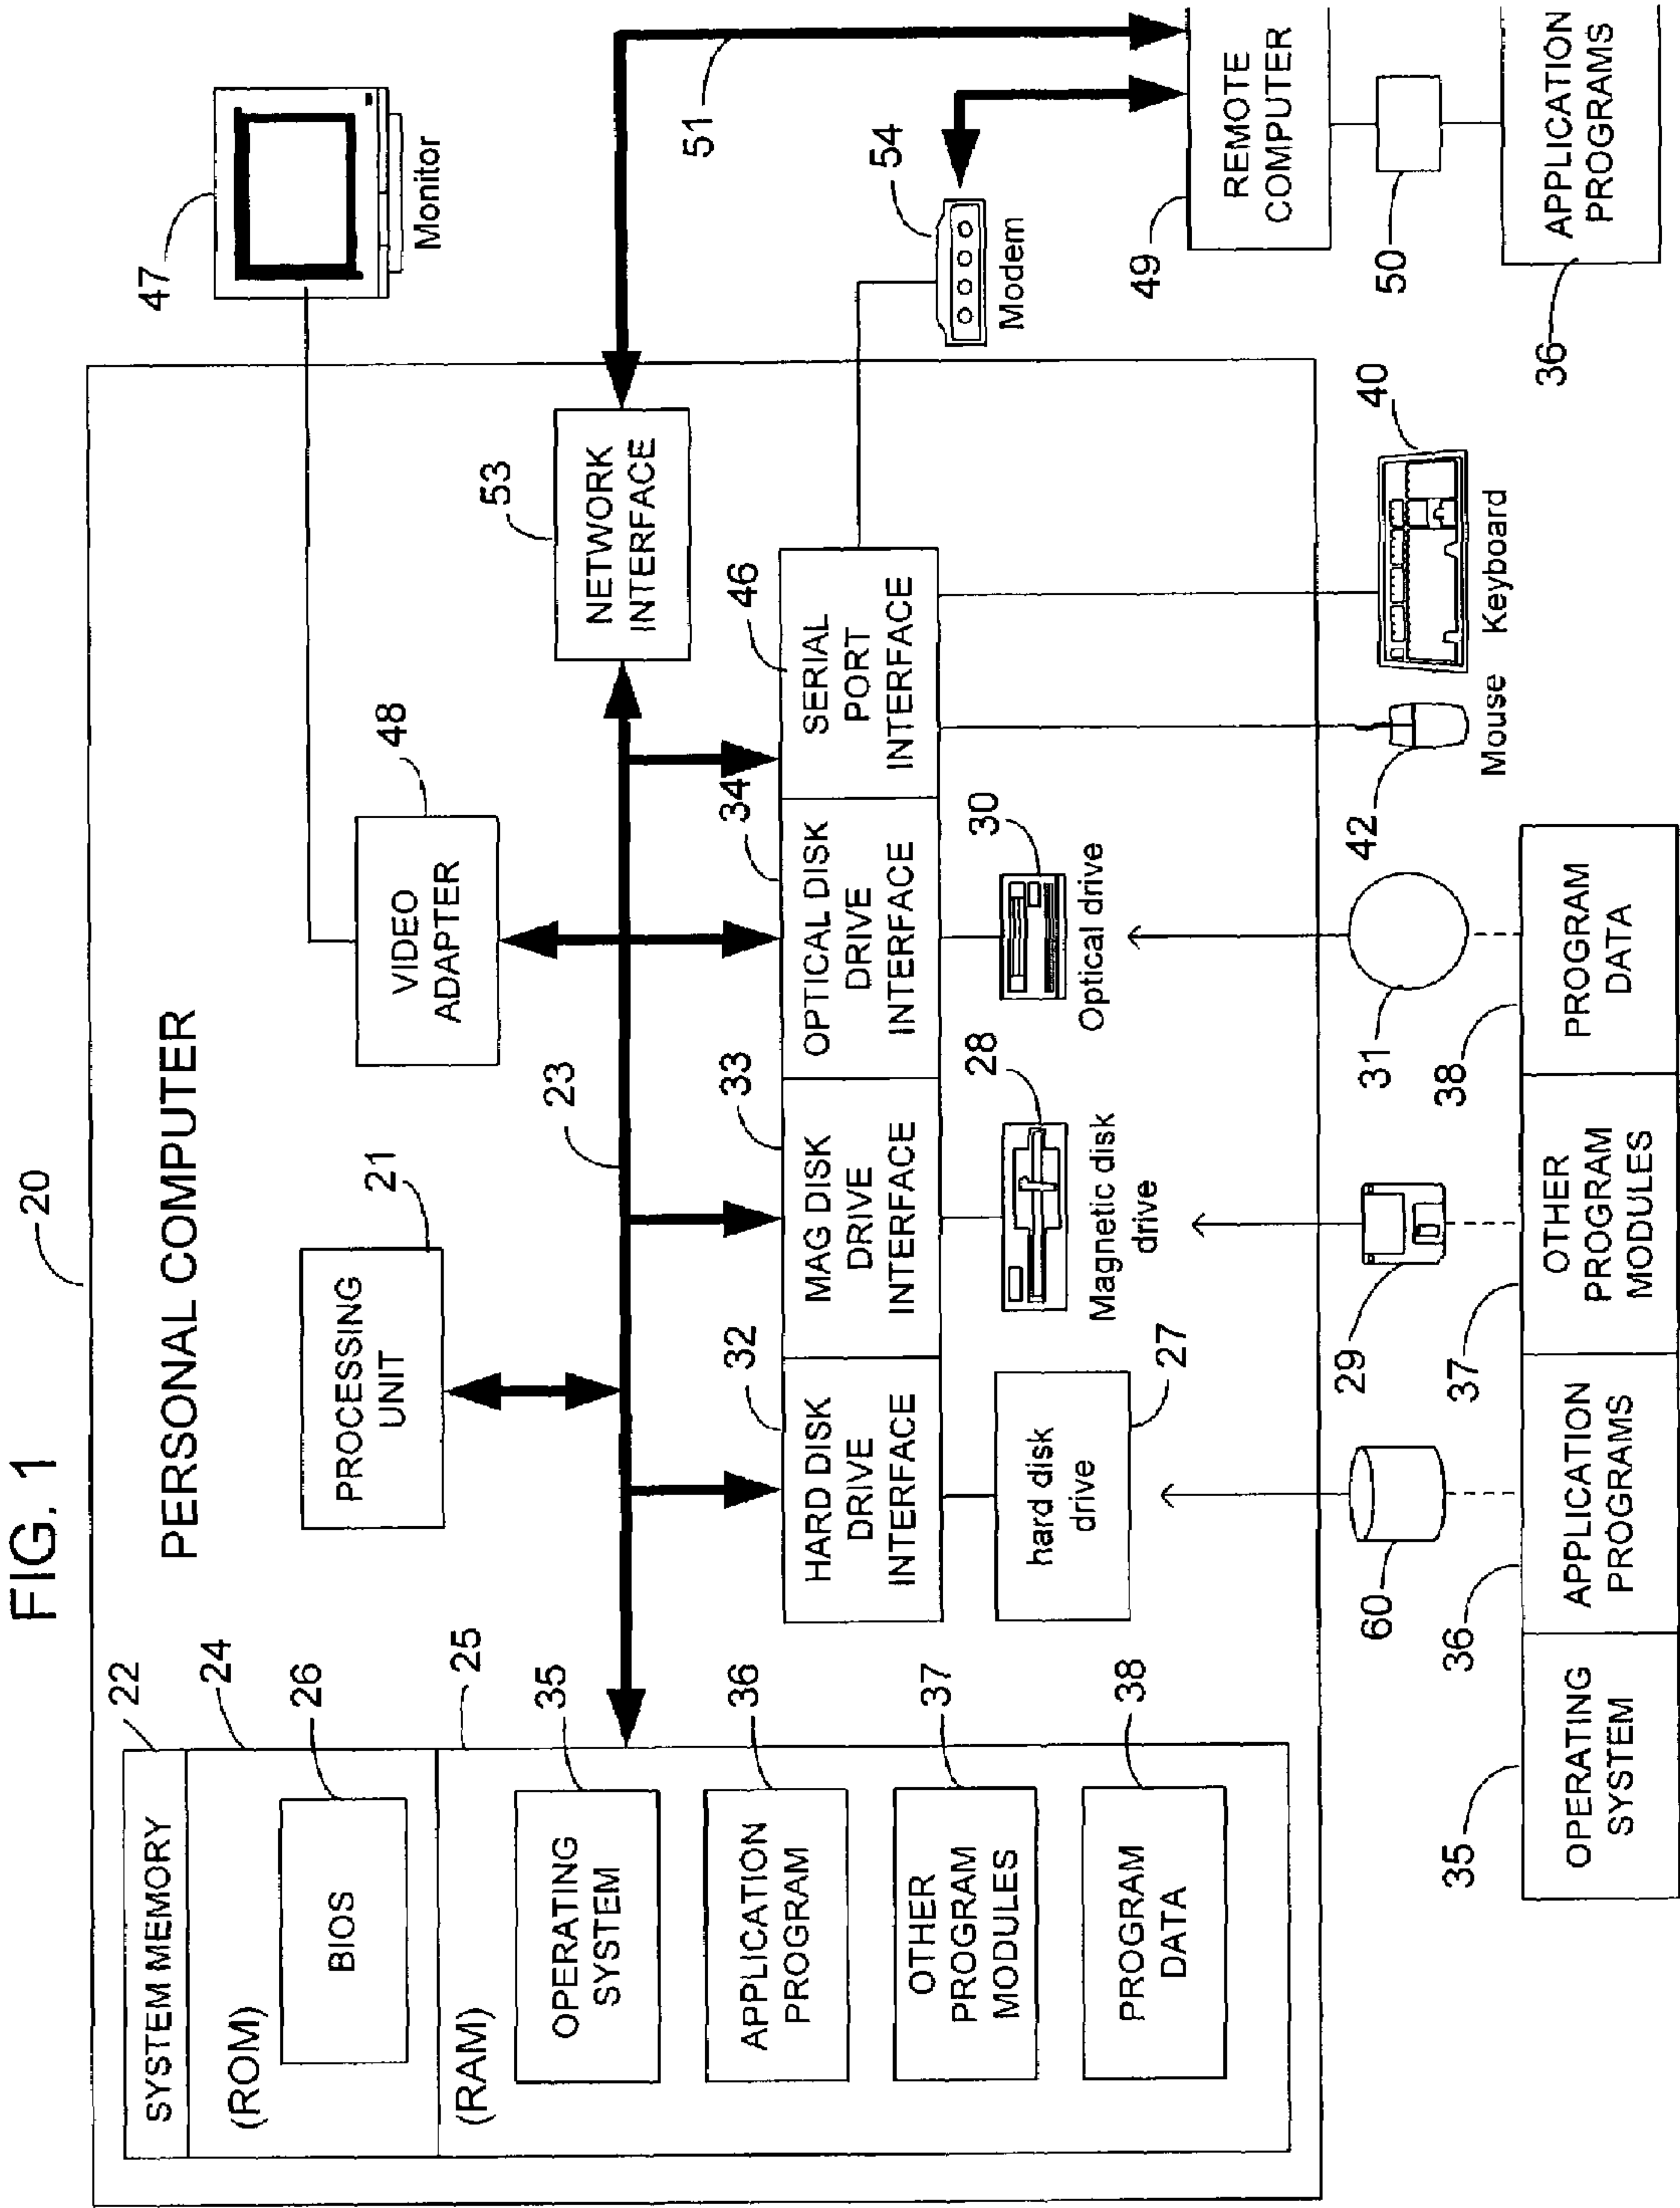 FIG. 1
20
PERSONAL COMPUTER
22
SYSTEM MEMORY
24
(ROM)
26
BIOS
25
(RAM)
35
OPERATING
SYSTEM
36
APPLICATION
PROGRAM
37
OTHER
PROGRAM
MODULES
38
PROGRAM
DATA
PROCESSING
UNIT
21
23
VIDEO
ADAPTER
48
47
Monitor
53
NETWORK
INTERFACE
51
32
HARD DISK
DRIVE
INTERFACE
33
MAG DISK
DRIVE
INTERFACE
34
OPTICAL DISK
DRIVE
INTERFACE
46
SERIAL
PORT
INTERFACE
hard disk
drive
27
28
Magnetic disk
drive
30
Optical drive
54
Modem
49
REMOTE
COMPUTER
50
36
APPLICATION
PROGRAMS
60
29
31
42
Mouse
40
Keyboard
35
OPERATING
SYSTEM
36
APPLICATION
PROGRAMS
37
OTHER
PROGRAM
MODULES
38
PROGRAM
DATA